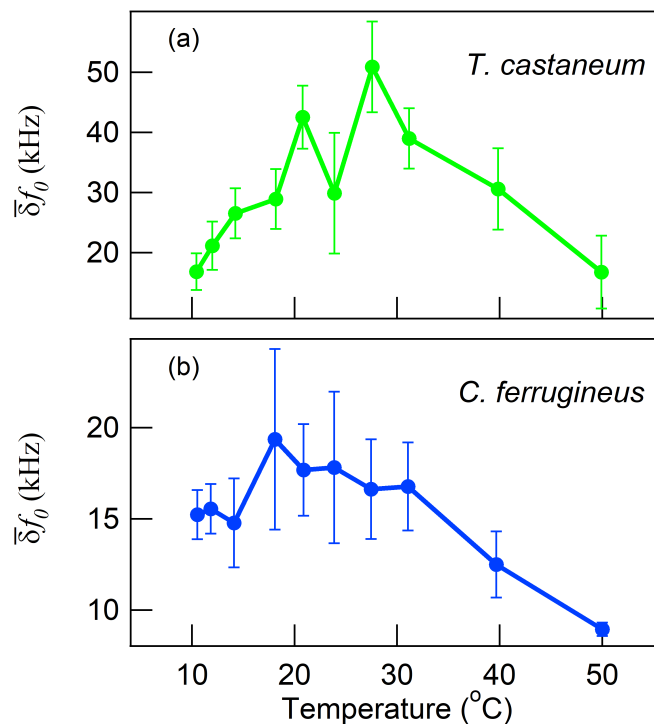 (a)
T. castaneum
50
40
30
20
δ̅f₀ (kHz)
(b)
C. ferrugineus
20
15
10
δ̅f₀ (kHz)
10 20 30 40 50
Temperature (°C)